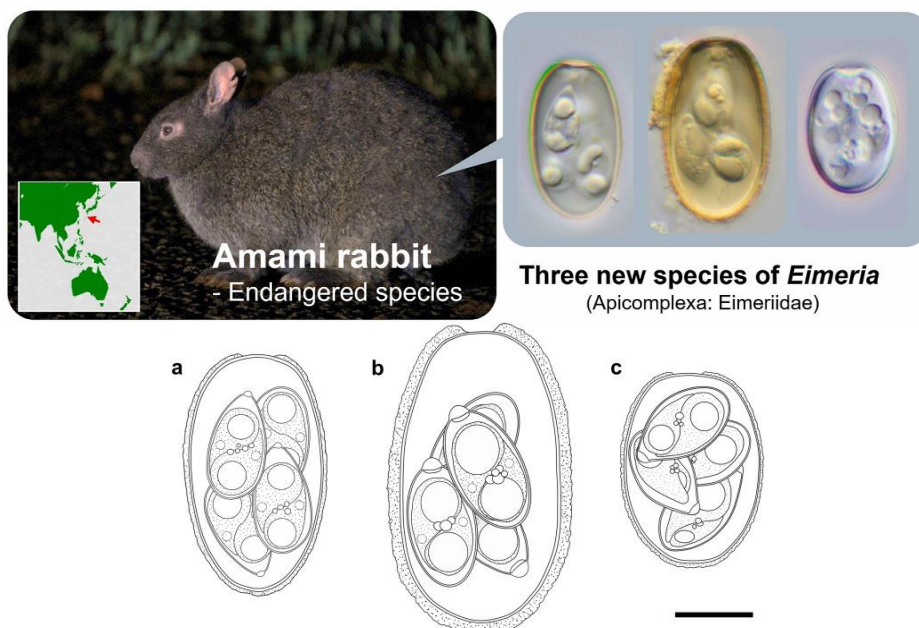 Amami rabbit
- Endangered species
Three new species of Eimeria
(Apicomplexa: Eimeriidae)
a
b
c